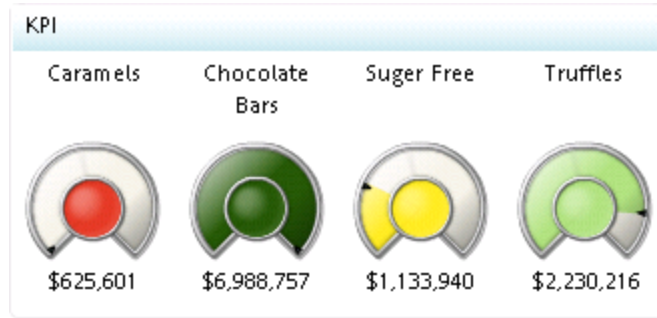 KPI
Caramels
Chocolate
Bars
Suger Free
Truffles
$625,601
$6,988,757
$1,133,940
$2,230,216